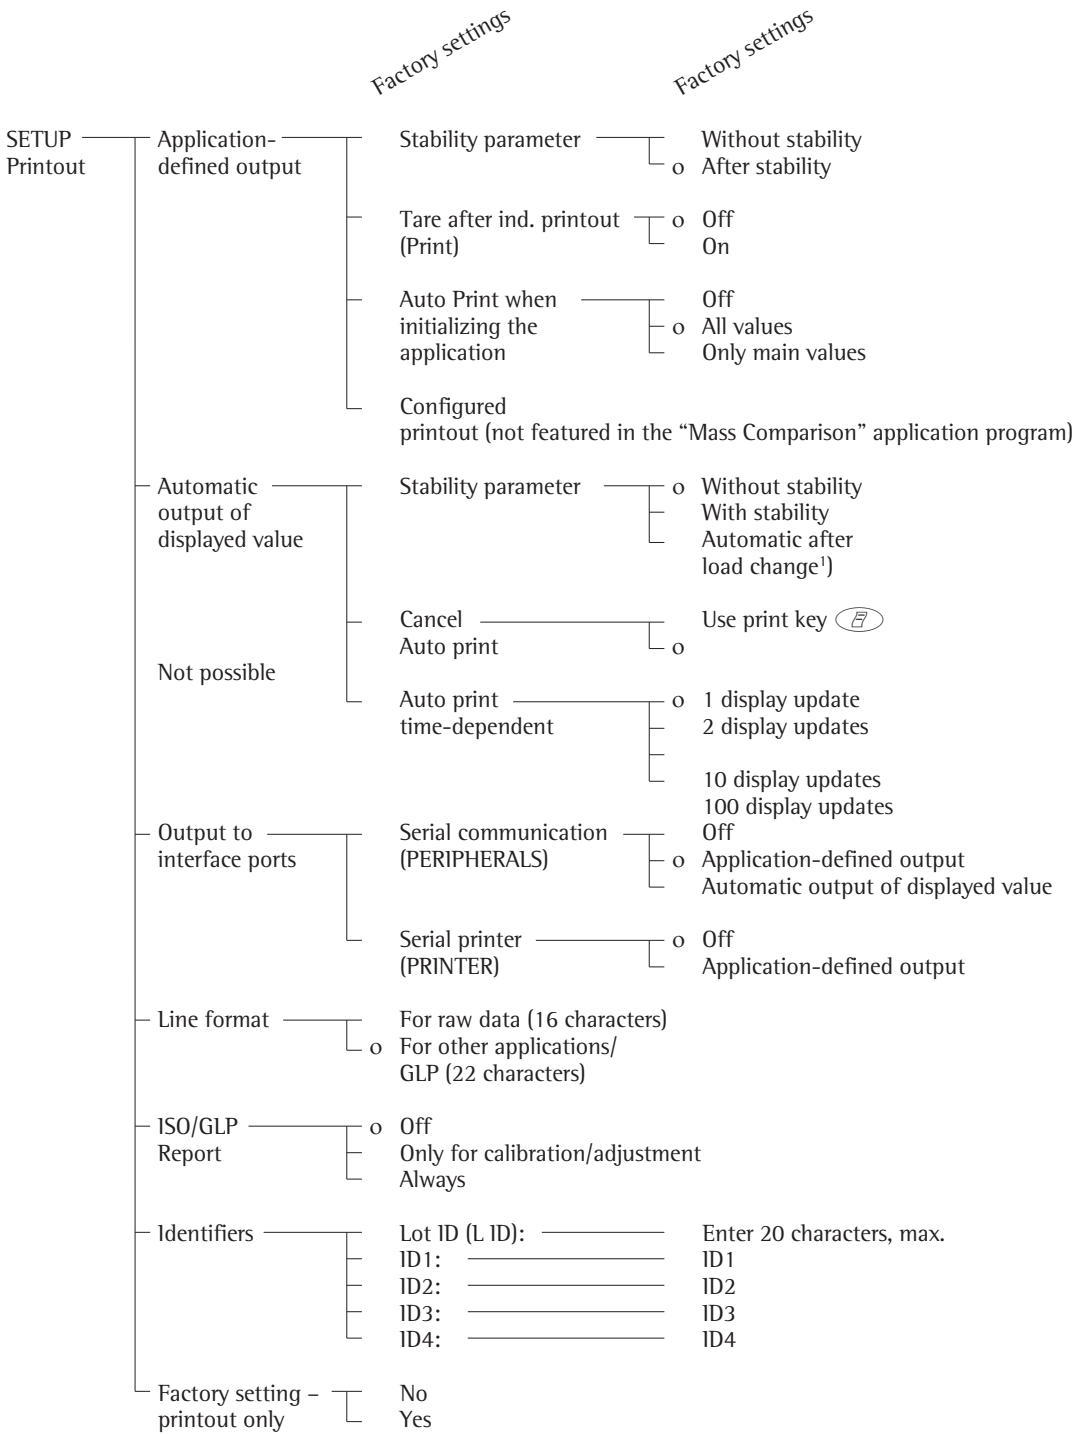 Factory settings
Factory settings
SETUP
Printout
Application-
defined output
Stability parameter
Without stability
o After stability
Tare after ind. printout
(Print)
o Off
On
Auto Print when
initializing the
application
Off
o All values
Only main values
Configured
printout (not featured in the “Mass Comparison” application program)
Automatic
output of
displayed value
Stability parameter
o Without stability
With stability
Automatic after
load change¹)
Cancel
Auto print
Use print key
o
Not possible
Auto print
time-dependent
o 1 display update
2 display updates
10 display updates
100 display updates
Output to
interface ports
Serial communication
(PERIPHERALS)
Off
o Application-defined output
Automatic output of displayed value
Serial printer
(PRINTER)
o Off
Application-defined output
Line format
For raw data (16 characters)
o For other applications/
GLP (22 characters)
ISO/GLP
Report
o Off
Only for calibration/adjustment
Always
Identifiers
Lot ID (L ID): Enter 20 characters, max.
ID1: ID1
ID2: ID2
ID3: ID3
ID4: ID4
Factory setting –
printout only
No
Yes